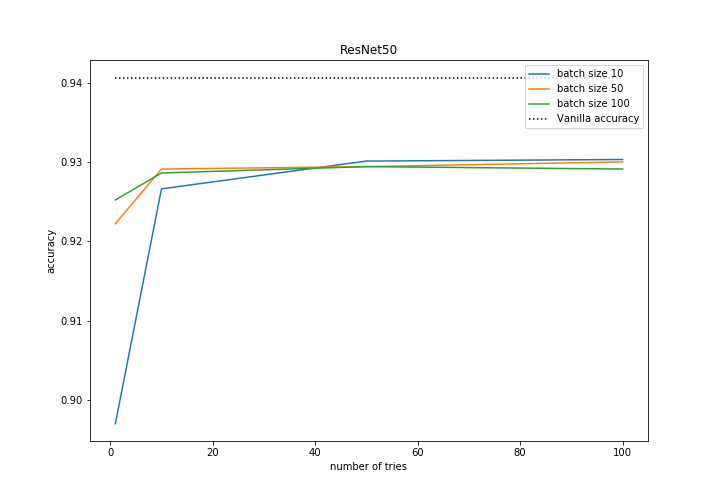 ResNet50
batch size 10
batch size 50
batch size 100
Vanilla accuracy
accuracy
0.94
0.93
0.92
0.91
0.90
0 20 40 60 80 100
number of tries